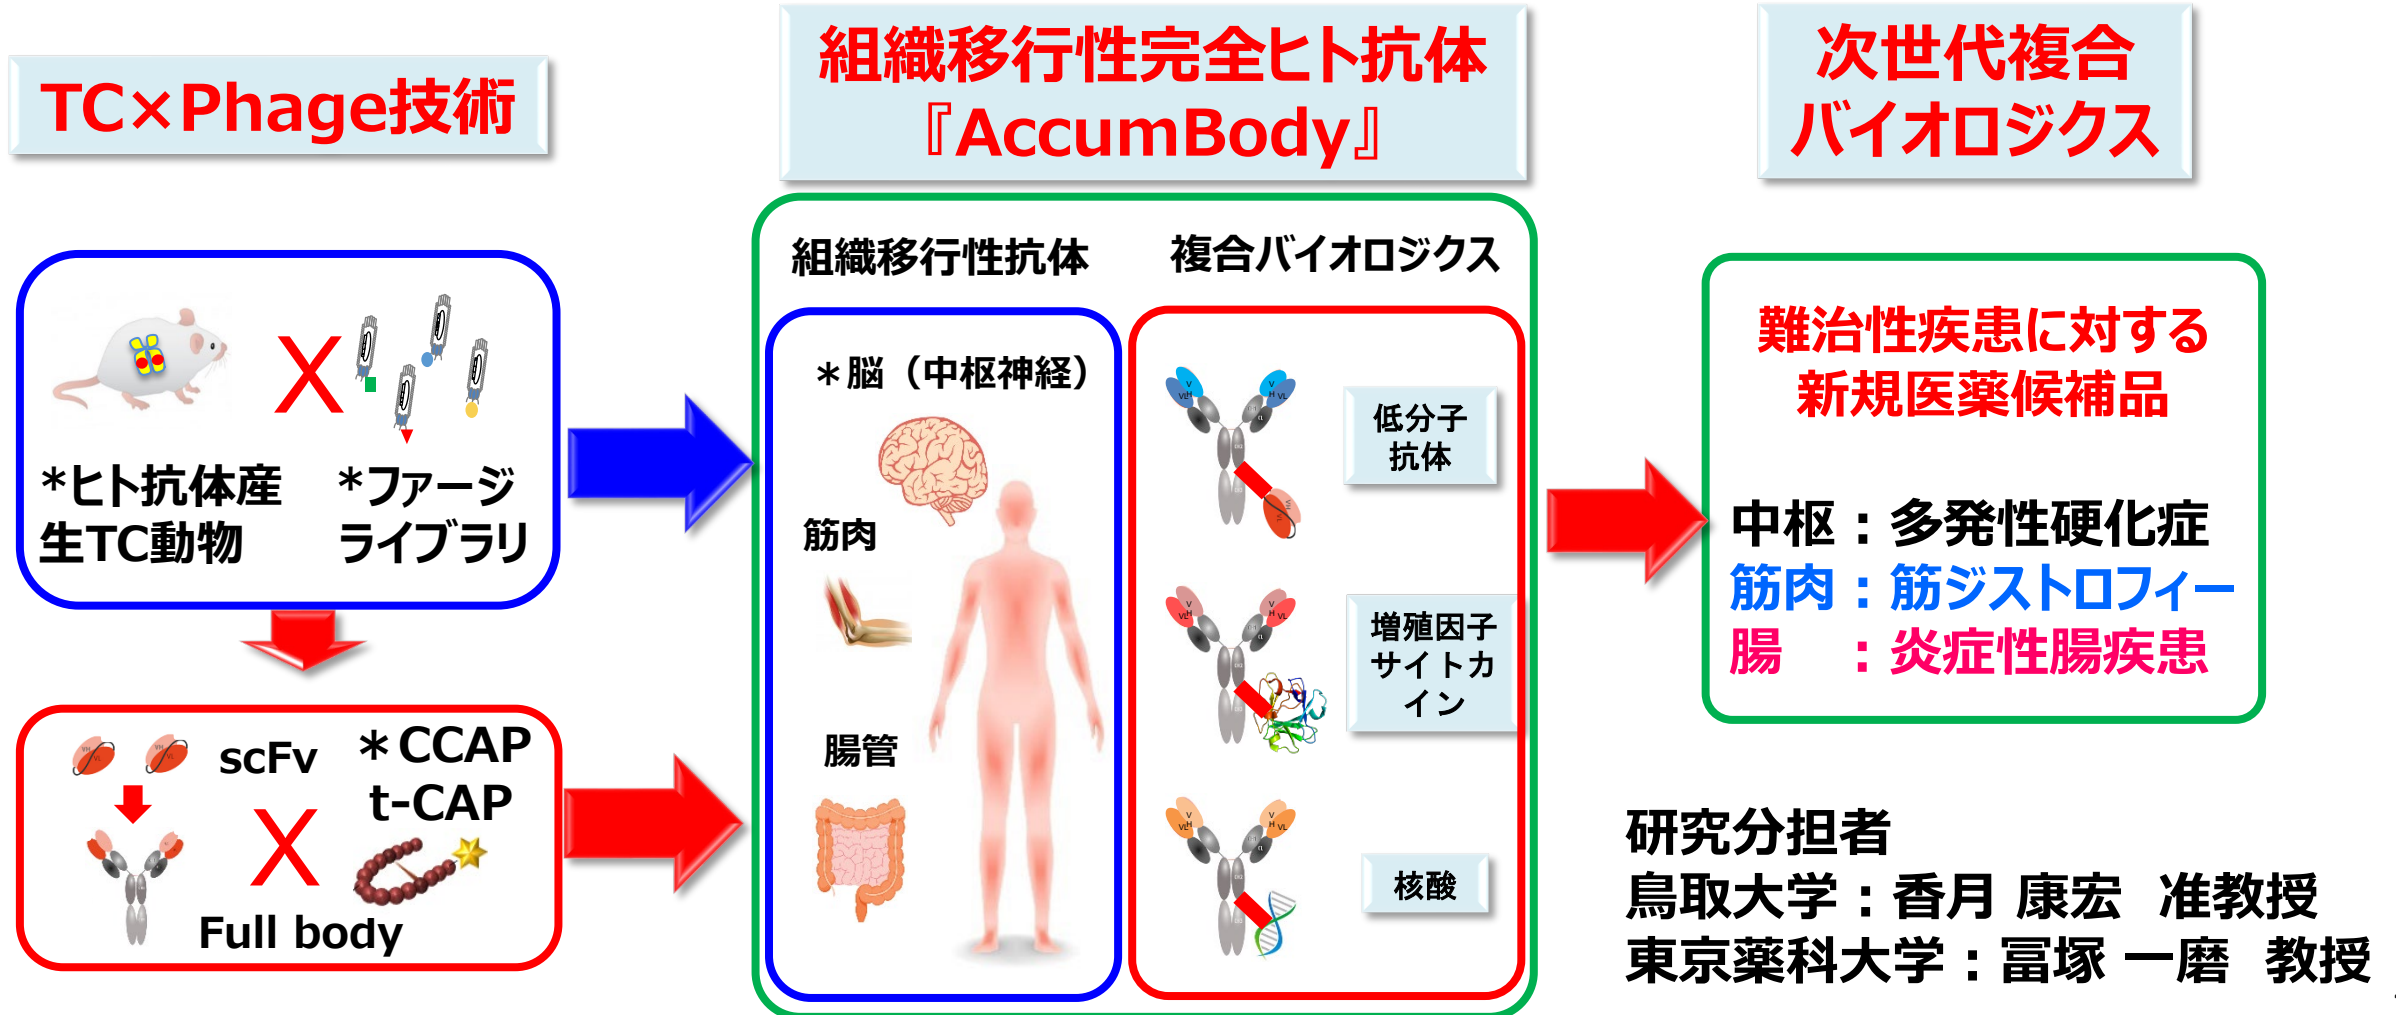 TC×Phage技術
*ヒト抗体産
生TC動物
*ファージ
ライブラリ
X
scFv
X
＊CCAP
t-CAP
Full body
組織移行性完全ヒト抗体
『AccumBody』
組織移行性抗体
＊脳（中枢神経）
筋肉
腸管
複合バイオロジクス
低分子
抗体
増殖因子
サイトカ
イン
核酸
次世代複合
バイオロジクス
難治性疾患に対する
新規医薬候補品
中枢：多発性硬化症
筋肉：筋ジストロフィー
腸　：炎症性腸疾患
研究分担者
鳥取大学：香月 康宏 准教授
東京薬科大学：冨塚 一磨 教授